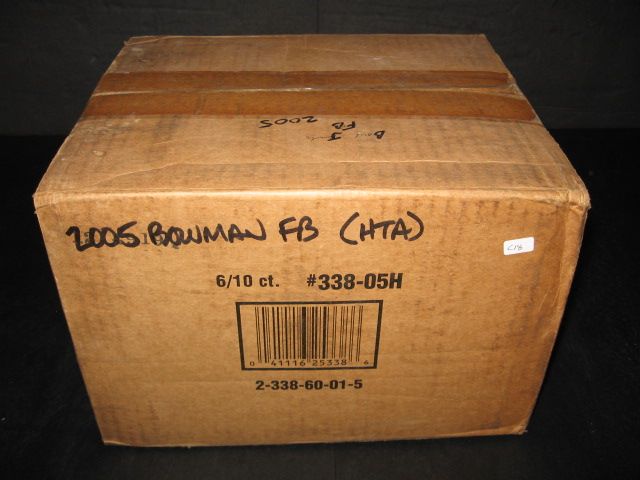 FB
2005
2005 BOWMAN FB (HTA)
C18
6/10 ct. #338-05H
0 41116 25338 6
2-338-60-01-5